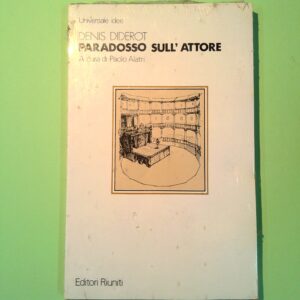 Universale idee
DENIS DIDEROT
PARADOSSO SULL'ATTORE
A cura di Paolo Alatri
Editori Riuniti